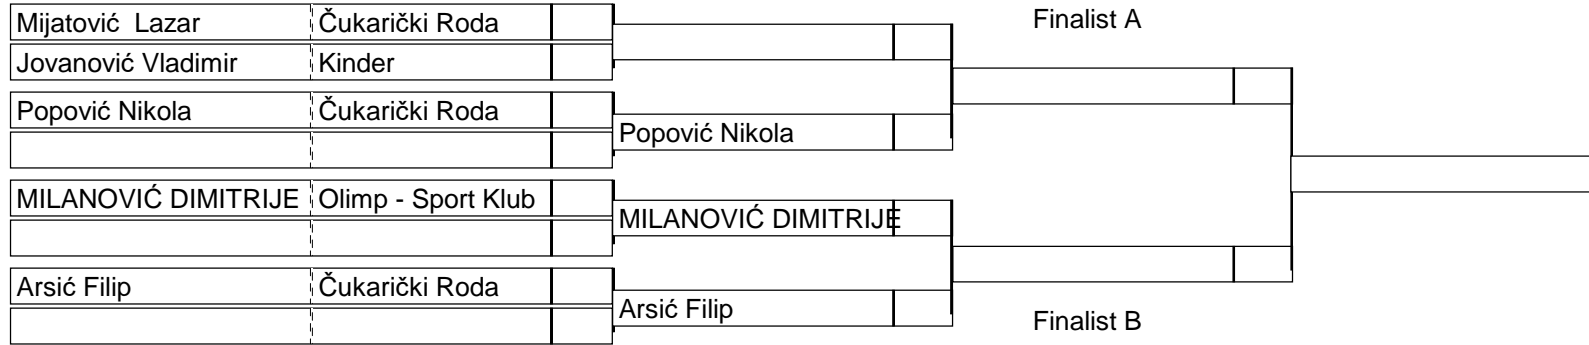 Mijatović  Lazar Čukarički Roda
Jovanović Vladimir Kinder
Popović Nikola Čukarički Roda
MILANOVIĆ DIMITRIJE Olimp - Sport Klub
Arsić Filip Čukarički Roda
Popović Nikola
MILANOVIĆ DIMITRIJE
Arsić Filip
Finalist A
Finalist B